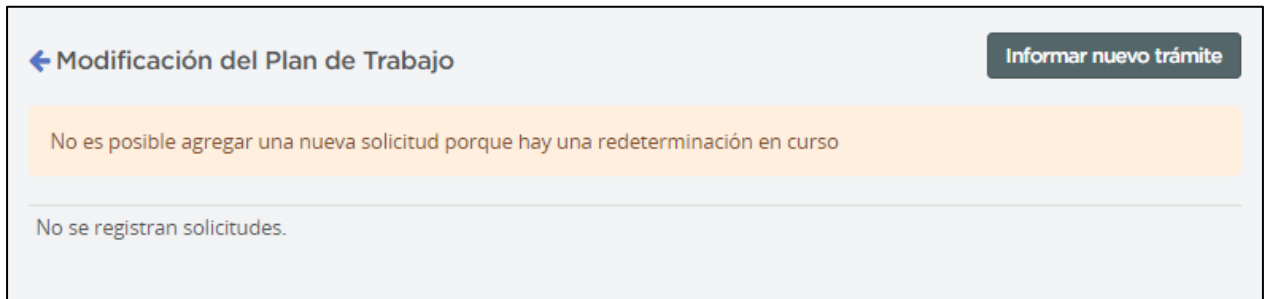 Modificación del Plan de Trabajo
Informar nuevo trámite
No es posible agregar una nueva solicitud porque hay una redeterminación en curso
No se registran solicitudes.